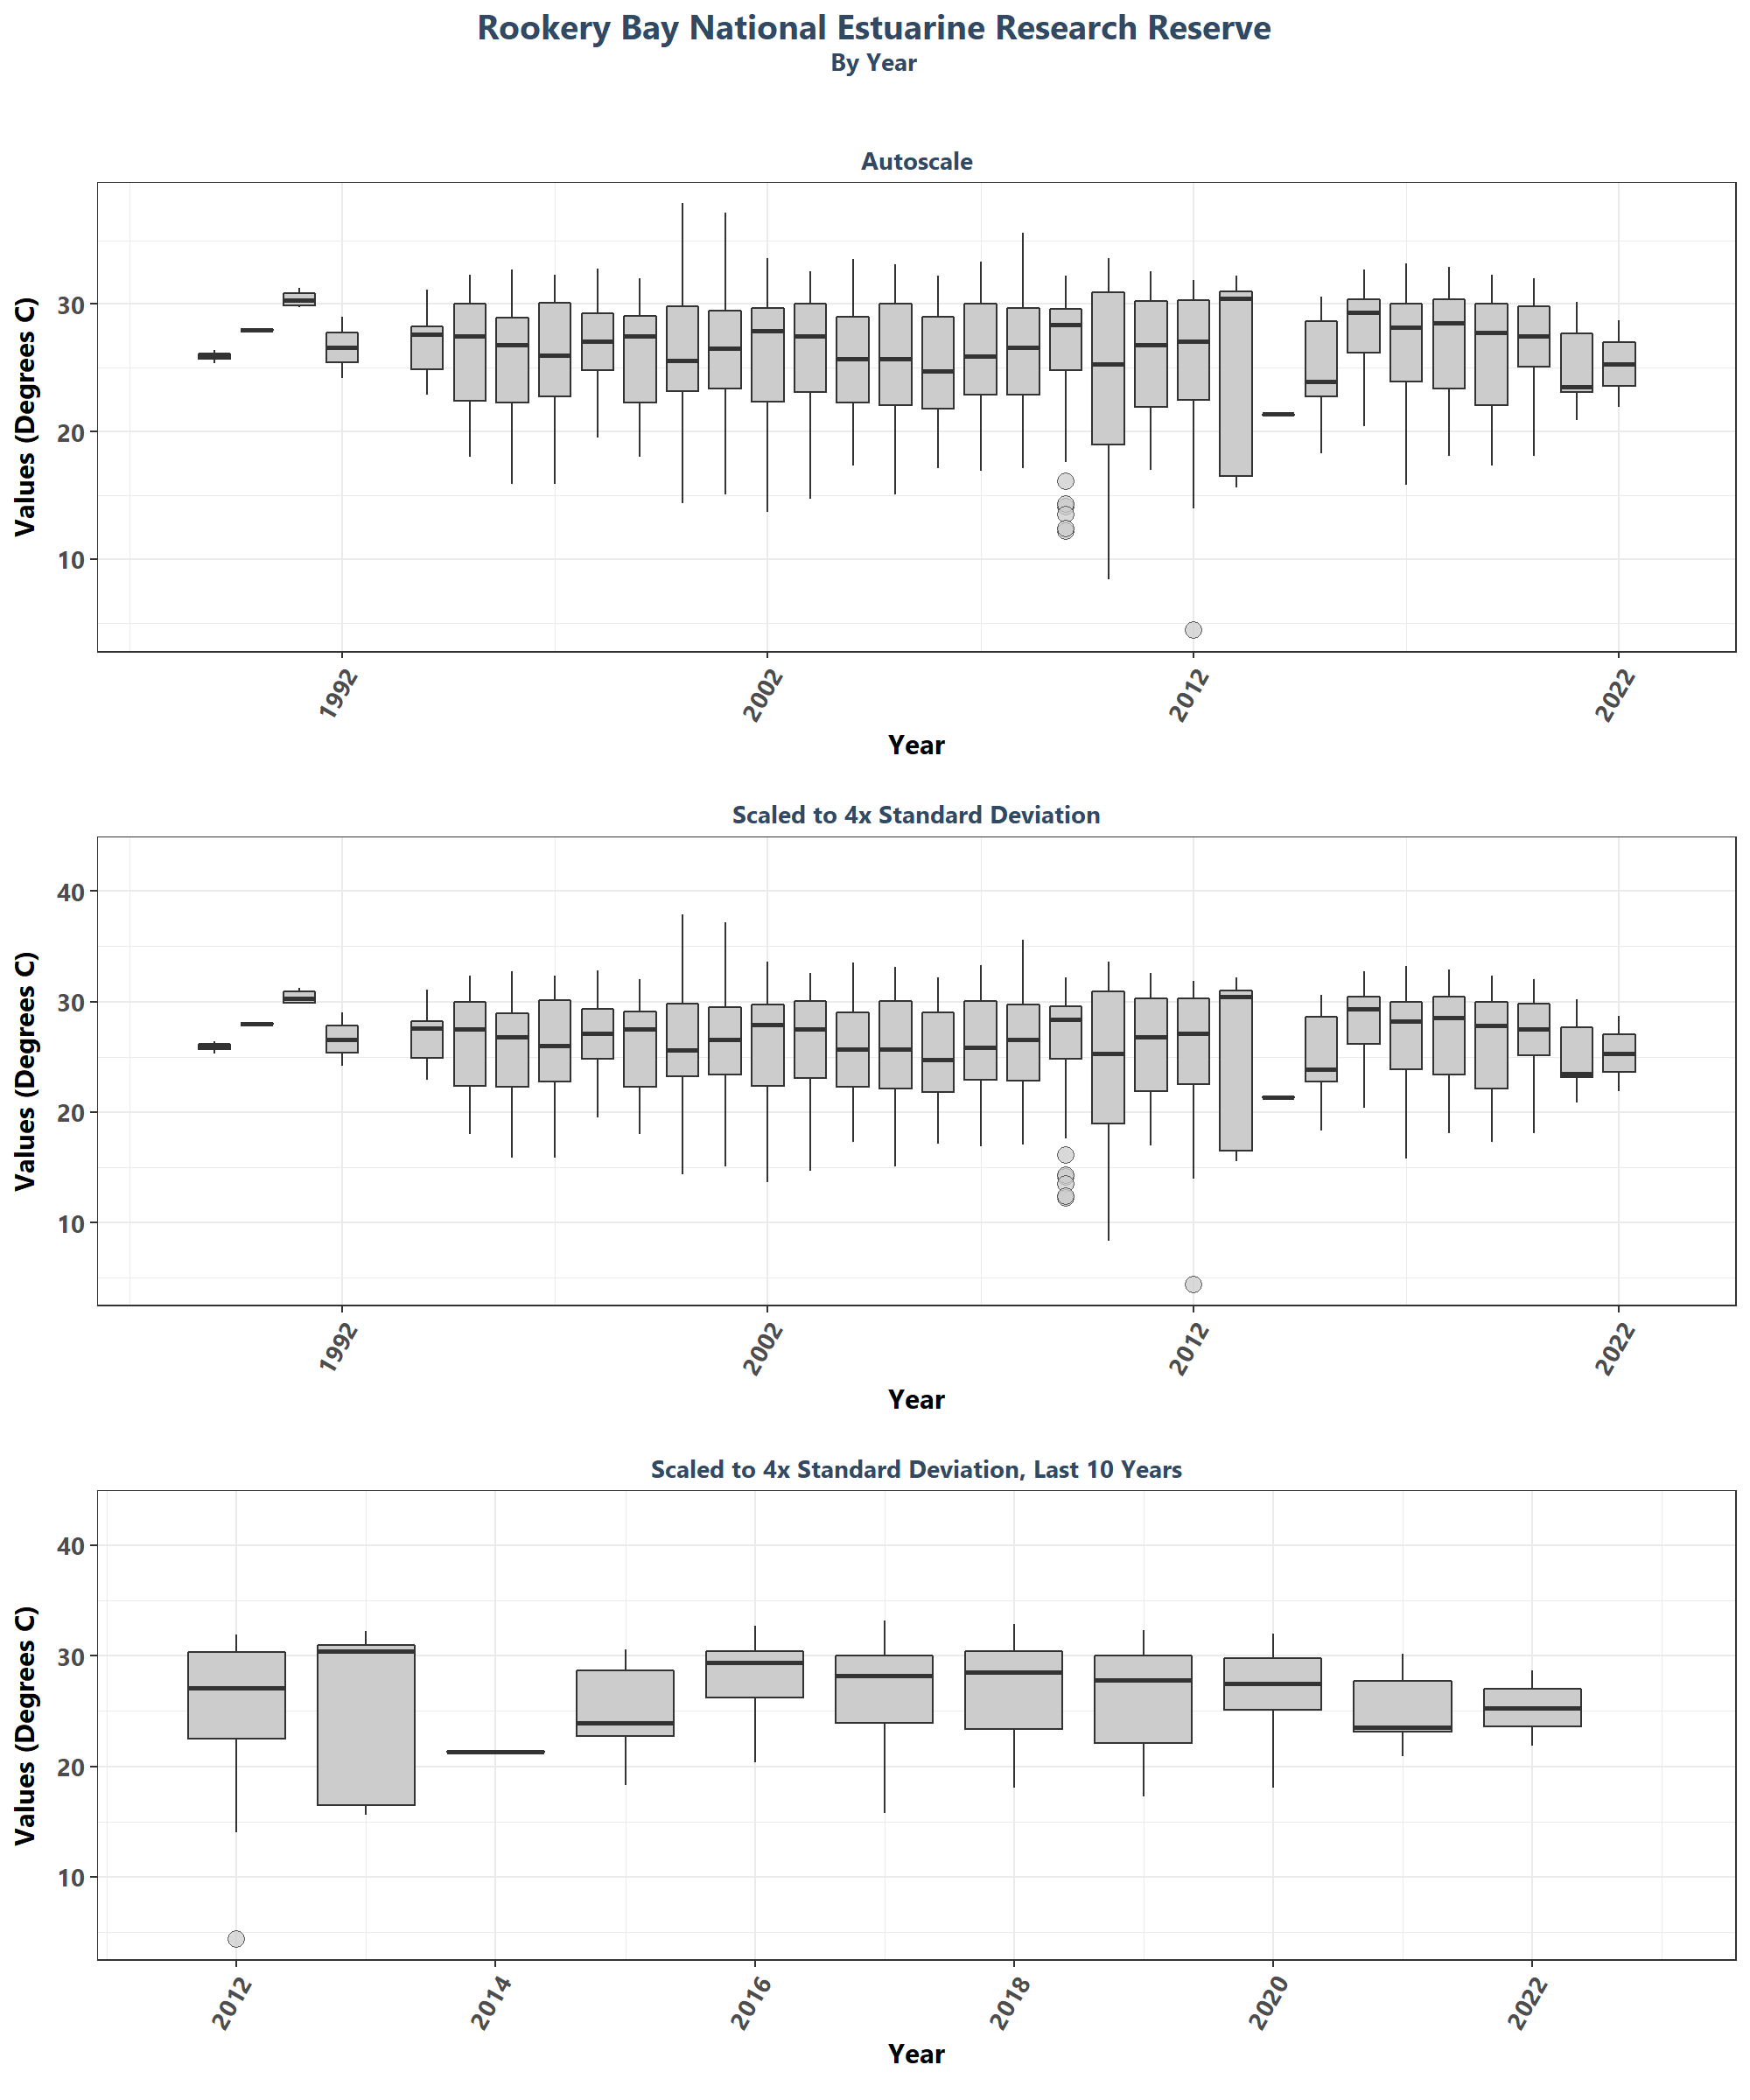 Rookery Bay National Estuarine Research Reserve
By Year
Autoscale
Values (Degrees C)
30
20
10
1992
2002
2012
2022
Year
Scaled to 4x Standard Deviation
Values (Degrees C)
40
30
20
10
1992
2002
2012
2022
Year
Scaled to 4x Standard Deviation, Last 10 Years
Values (Degrees C)
40
30
20
10
2012
2014
2016
2018
2020
2022
Year